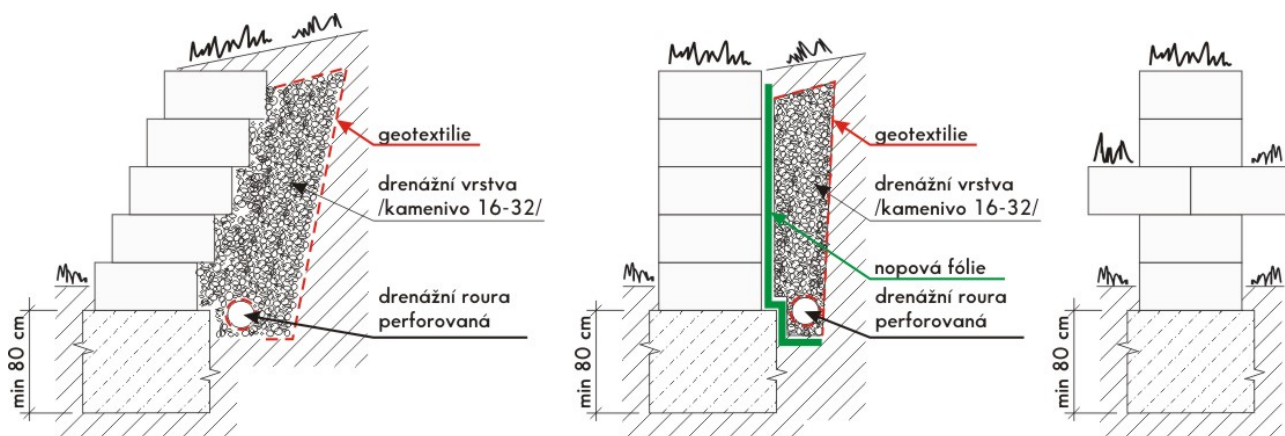 geotextilie
drenážní vrstva
/kamenivo 16-32/
drenážní roura
perforovaná
min 80 cm
geotextilie
drenážní vrstva
/kamenivo 16-32/
nopová fólie
drenážní roura
perforovaná
min 80 cm
min 80 cm